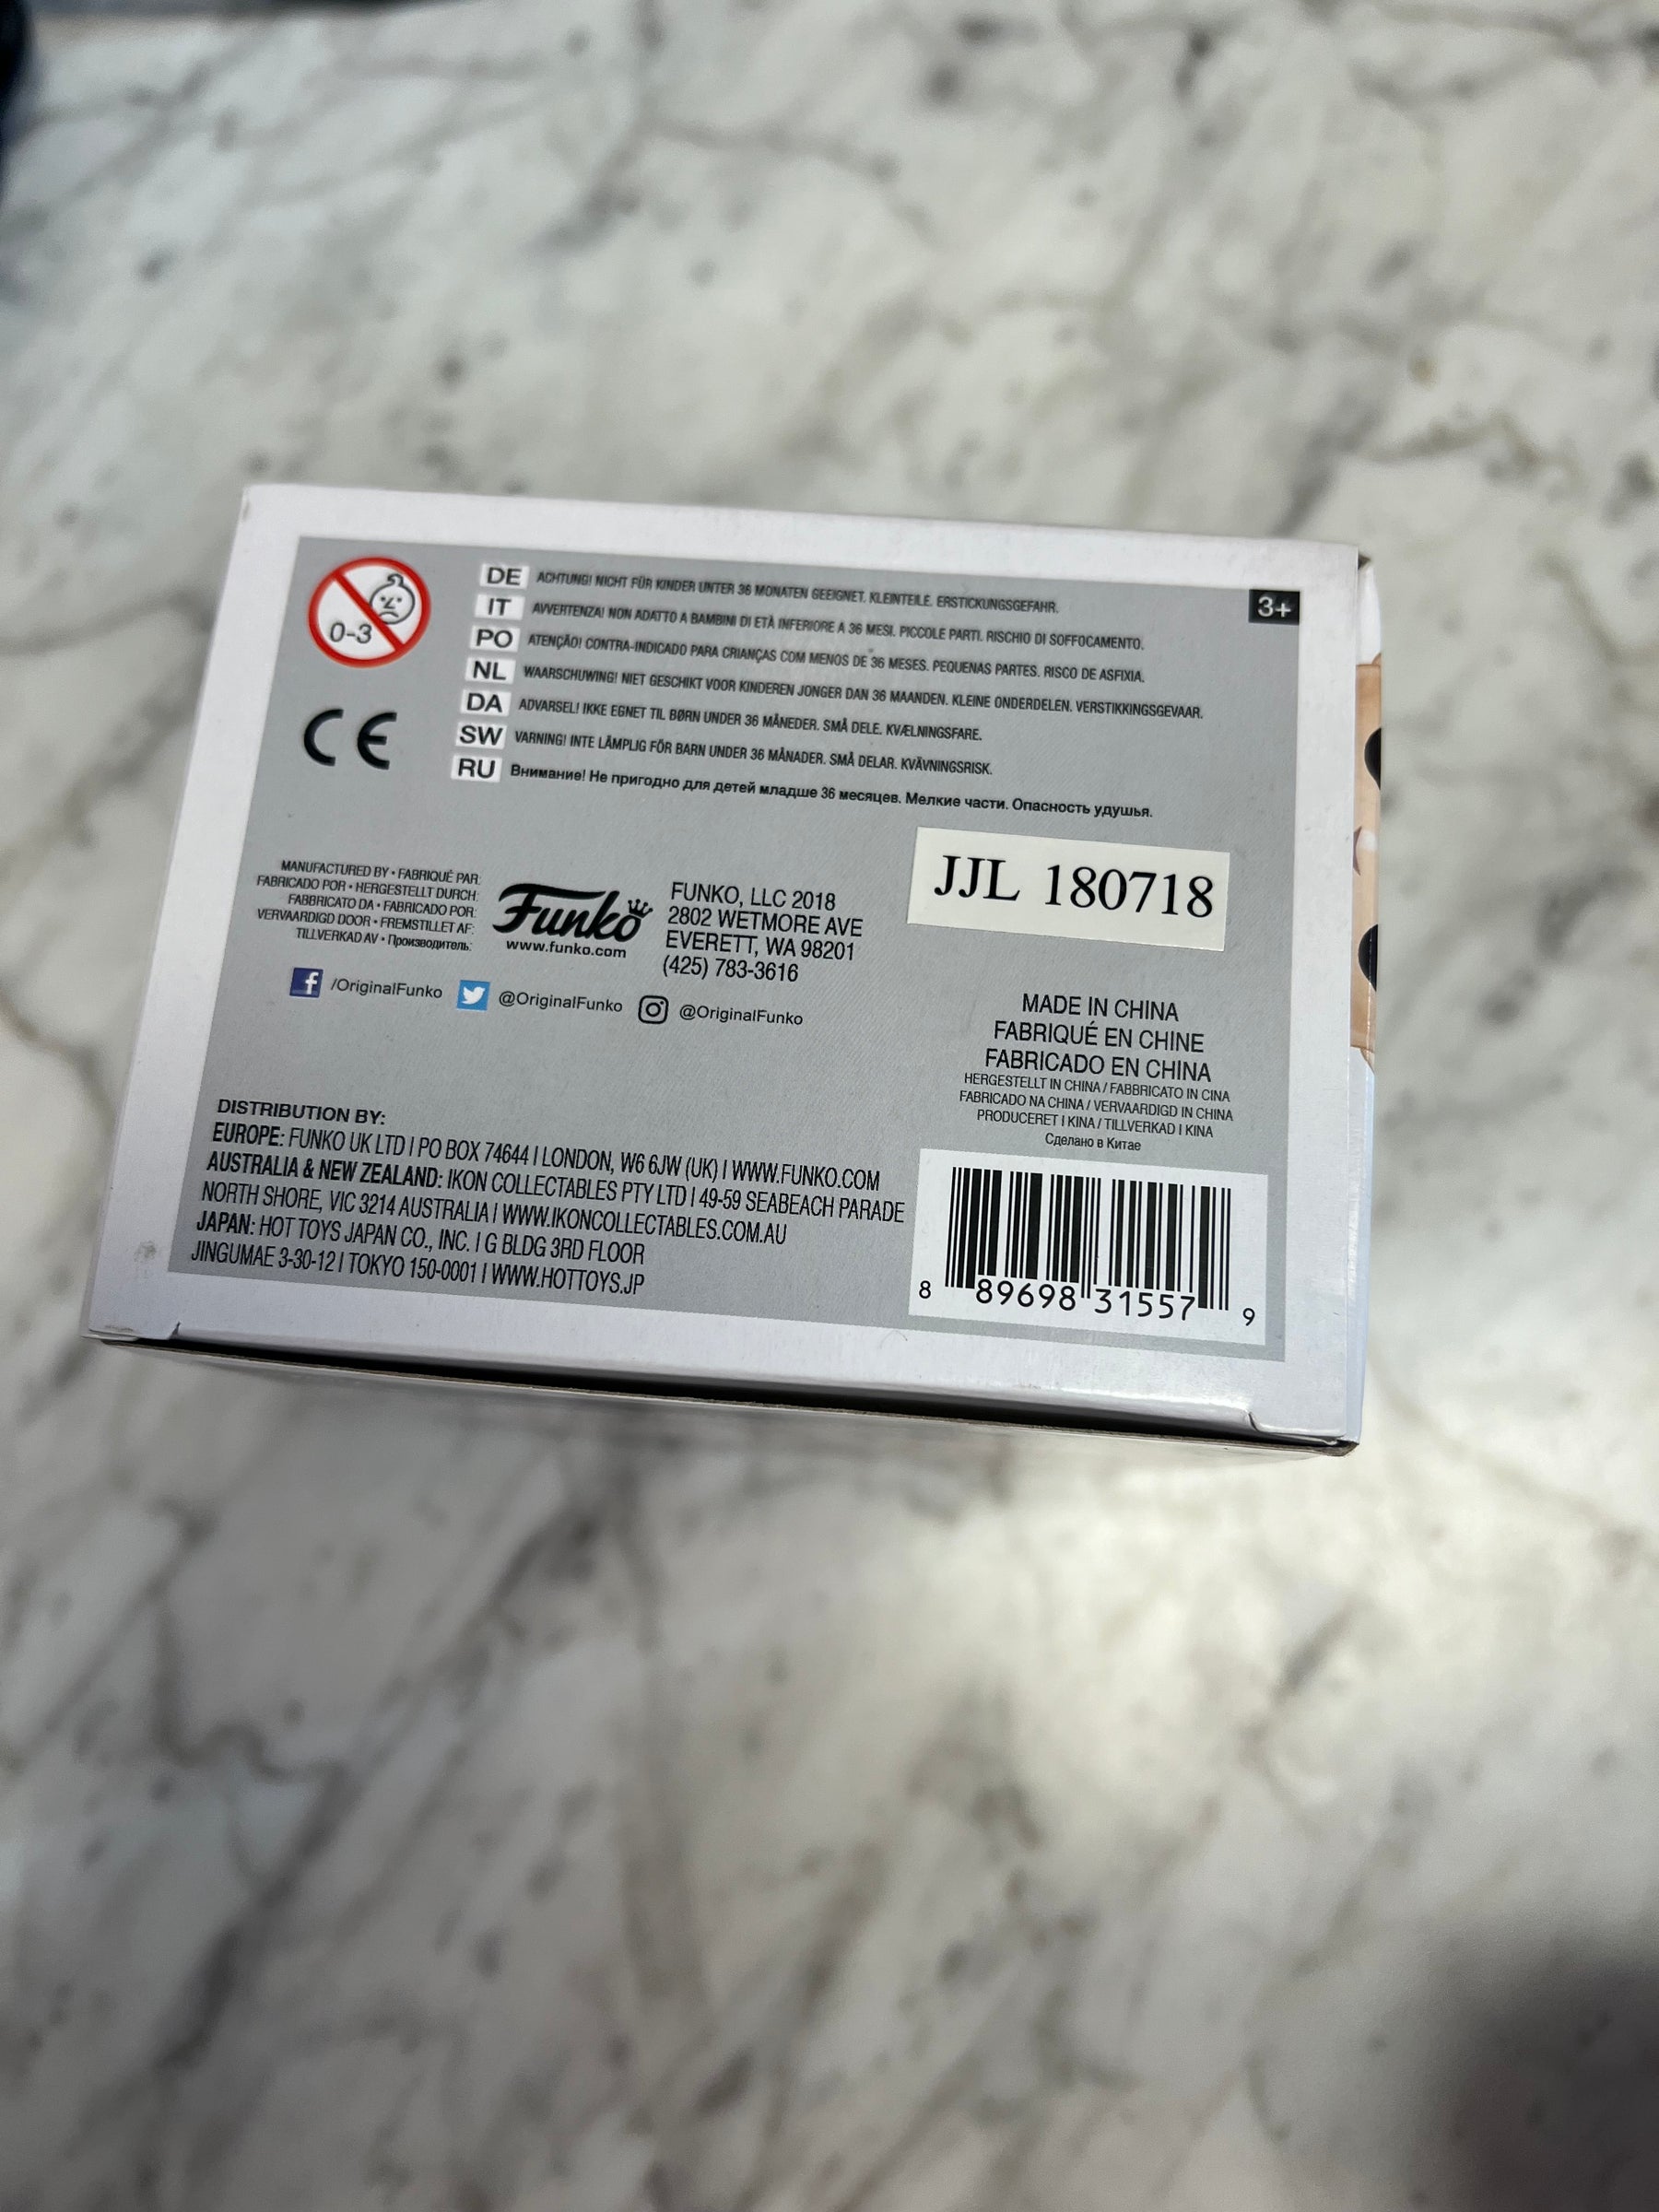 0-3
DE ACHTUNG! NICHT FÜR KINDER UNTER 36 MONATEN GEEIGNET. KLEINTEILE. ERSTICKUNGSGEFAHR.
3+
IT AVVERTENZA! NON ADATTO A BAMBINI DI ETÀ INFERIORE A 36 MESI. PICCOLE PARTI. RISCHIO DI SOFFOCAMENTO.
PO ATENÇÃO! CONTRA-INDICADO PARA CRIANÇAS COM MENOS DE 36 MESES. PEQUENAS PARTES. RISCO DE ASFIXIA.
NL WAARSCHUWING! NIET GESCHIKT VOOR KINDEREN JONGER DAN 36 MAANDEN. KLEINE ONDERDELEN. VERSTIKKINGSGEVAAR.
DA ADVARSEL! IKKE EGNET TIL BØRN UNDER 36 MÅNEDER. SMÅ DELE. KVÆLNINGSFARE.
SW VARNING! INTE LÄMPLIG FÖR BARN UNDER 36 MÅNADER. SMÅ DELAR. KVÄVNINGSRISK.
RU Внимание! Не пригодно для детей младше 36 месяцев. Мелкие части. Опасность удушья.
CE
MANUFACTURED BY • FABRIQUÉ PAR:
FABRICADO POR • HERGESTELLT DURCH:
FABBRICATO DA • FABRICADO POR:
VERVAARDIGD DOOR • FREMSTILLET AF:
TILLVERKAD AV • Производитель:
Funko
www.funko.com
FUNKO, LLC 2018
2802 WETMORE AVE
EVERETT, WA 98201
(425) 783-3616
JJL 180718
/OriginalFunko @OriginalFunko @OriginalFunko
MADE IN CHINA
FABRIQUÉ EN CHINE
FABRICADO EN CHINA
HERGESTELLT IN CHINA / FABBRICATO IN CINA
FABRICADO NA CHINA / VERVAARDIGD IN CHINA
PRODUCERET I KINA / TILLVERKAD I KINA
Сделано в Китае
DISTRIBUTION BY:
EUROPE: FUNKO UK LTD | PO BOX 74644 | LONDON, W6 6JW (UK) | WWW.FUNKO.COM
AUSTRALIA & NEW ZEALAND: IKON COLLECTABLES PTY LTD | 49-59 SEABEACH PARADE
NORTH SHORE, VIC 3214 AUSTRALIA | WWW.IKONCOLLECTABLES.COM.AU
JAPAN: HOT TOYS JAPAN CO., INC. | G BLDG 3RD FLOOR
JINGUMAE 3-30-12 | TOKYO 150-0001 | WWW.HOTTOYS.JP
8 89698 31557 9